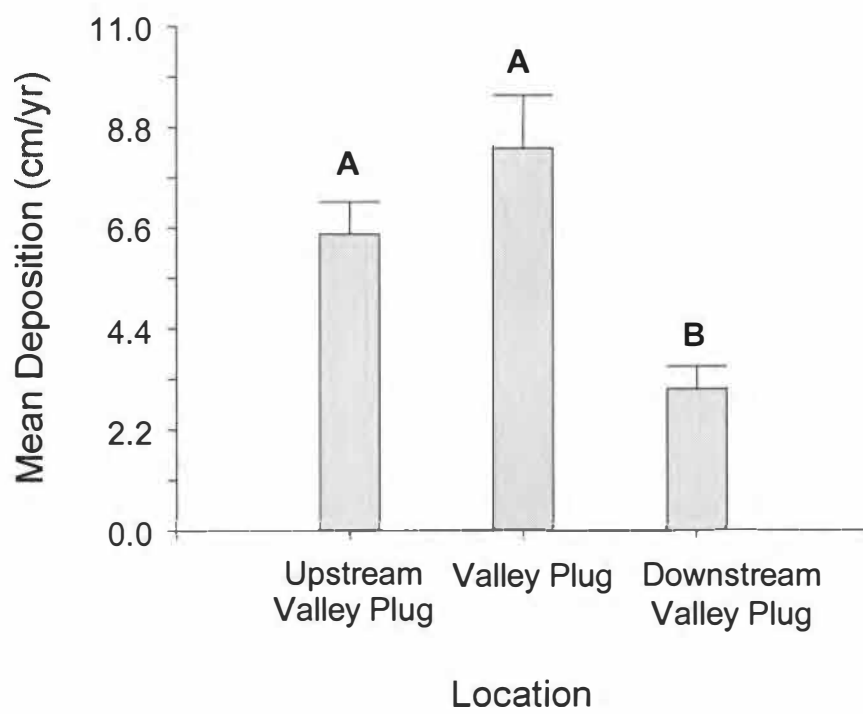 Mean Deposition (cm/yr)
11.0
8.8
6.6
4.4
2.2
0.0
A
A
B
Upstream
Valley Plug
Valley Plug
Downstream
Valley Plug
Location